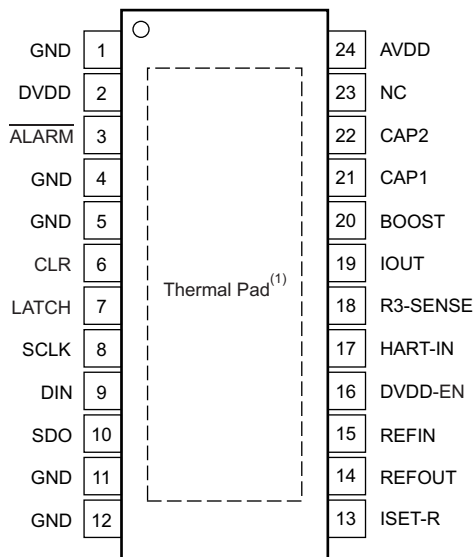 GND 1 24 AVDD
DVDD 2 23 NC
ALARM 3 22 CAP2
GND 4 21 CAP1
GND 5 20 BOOST
CLR 6 19 IOUT
Thermal Pad(1)
LATCH 7 18 R3-SENSE
SCLK 8 17 HART-IN
DIN 9 16 DVDD-EN
SDO 10 15 REFIN
GND 11 14 REFOUT
GND 12 13 ISET-R